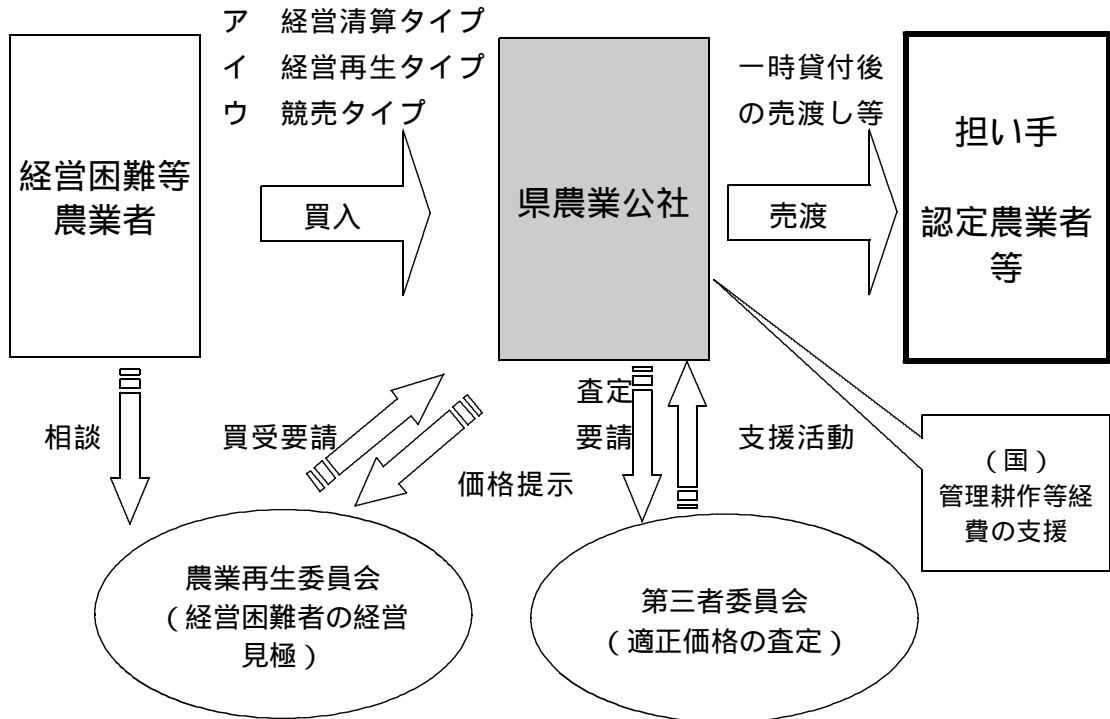 ア　経営清算タイプ
イ　経営再生タイプ
ウ　競売タイプ
経営困難等
農業者
買入
県農業公社
一時貸付後
の売渡し等
売渡
担い手
認定農業者
等
相談
買受要請
価格提示
査定
要請
支援活動
（国）
管理耕作等経
費の支援
農業再生委員会
（経営困難者の経営
見極）
第三者委員会
（適正価格の査定）